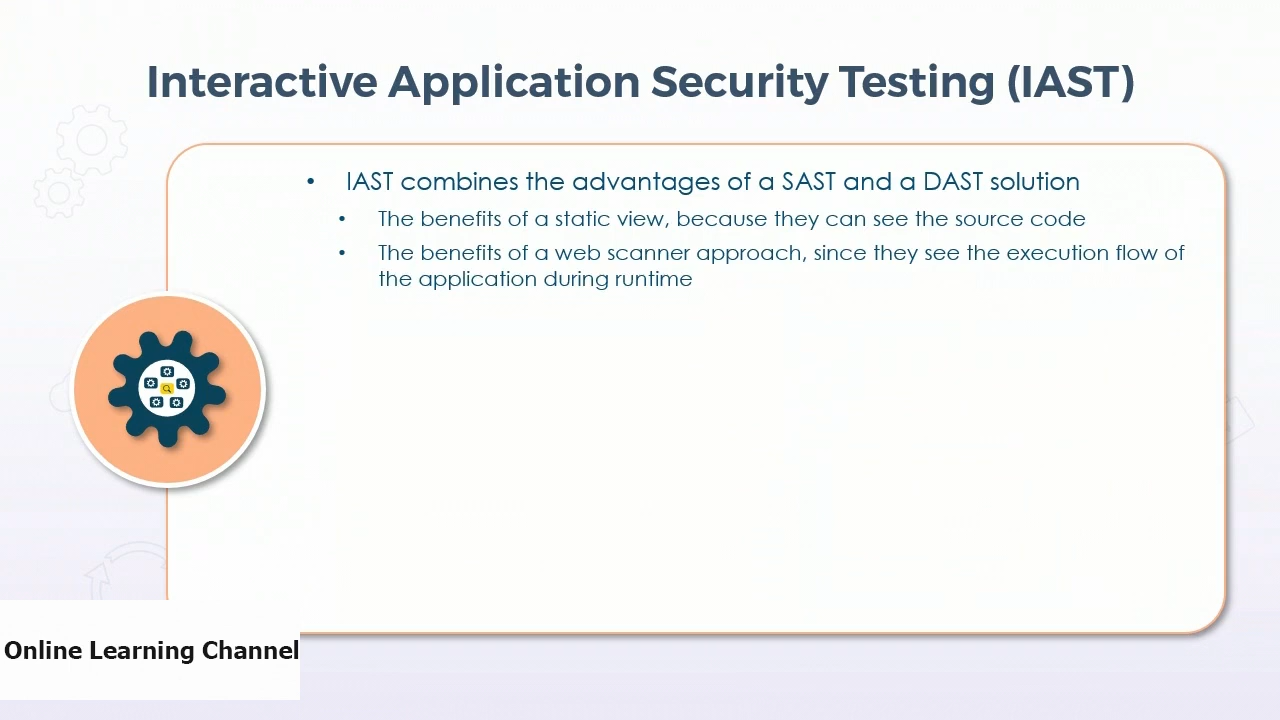 Interactive Application Security Testing (IAST)
• IAST combines the advantages of a SAST and a DAST solution
• The benefits of a static view, because they can see the source code
• The benefits of a web scanner approach, since they see the execution flow of
the application during runtime
Online Learning Channel